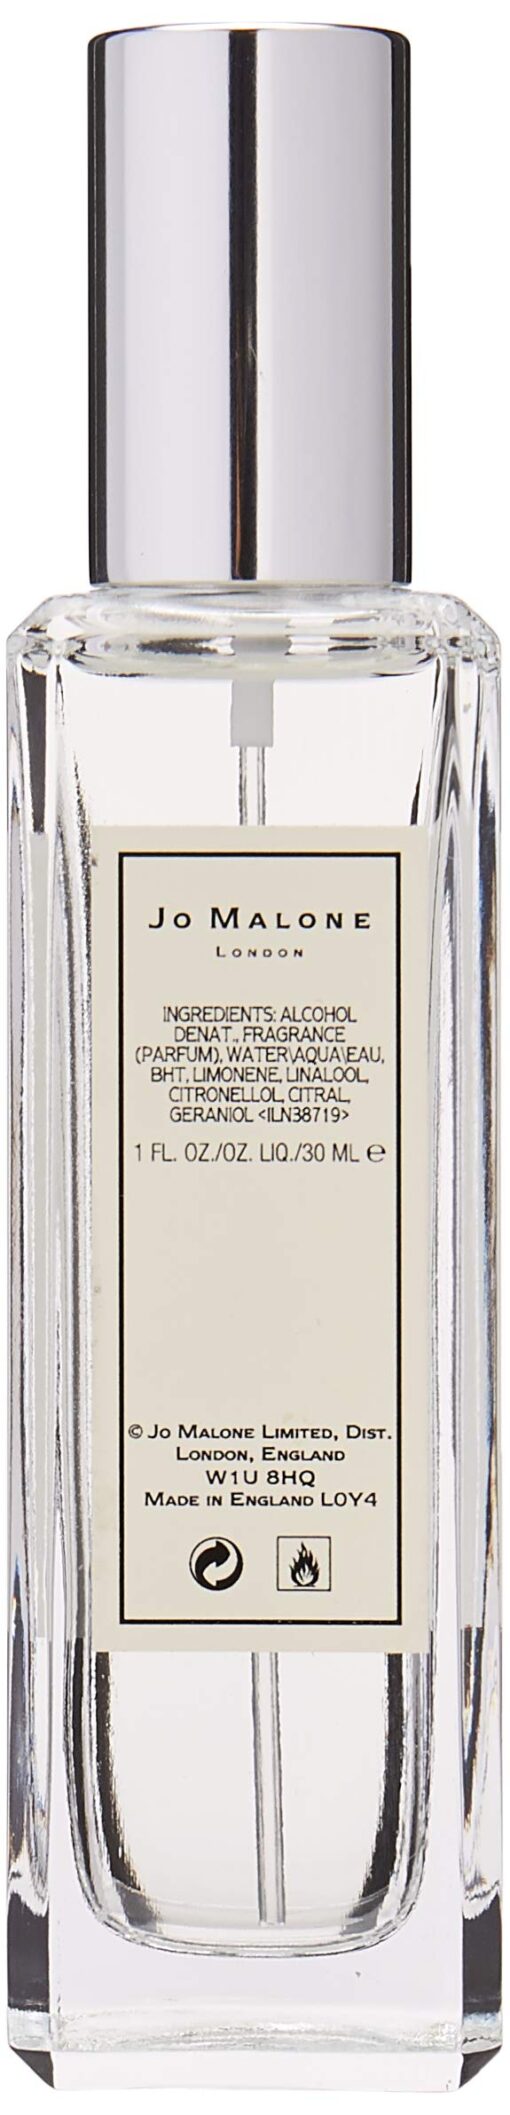 JO MALONE
LONDON
INGREDIENTS: ALCOHOL
DENAT., FRAGRANCE
(PARFUM), WATER\AQUA\EAU,
BHT, LIMONENE, LINALOOL,
CITRONELLOL, CITRAL,
GERANIOL <ILN38719>
1 FL. OZ./OZ. LIQ./30 ML ℮
© JO MALONE LIMITED, DIST.
LONDON, ENGLAND
W1U 8HQ
MADE IN ENGLAND L0Y4